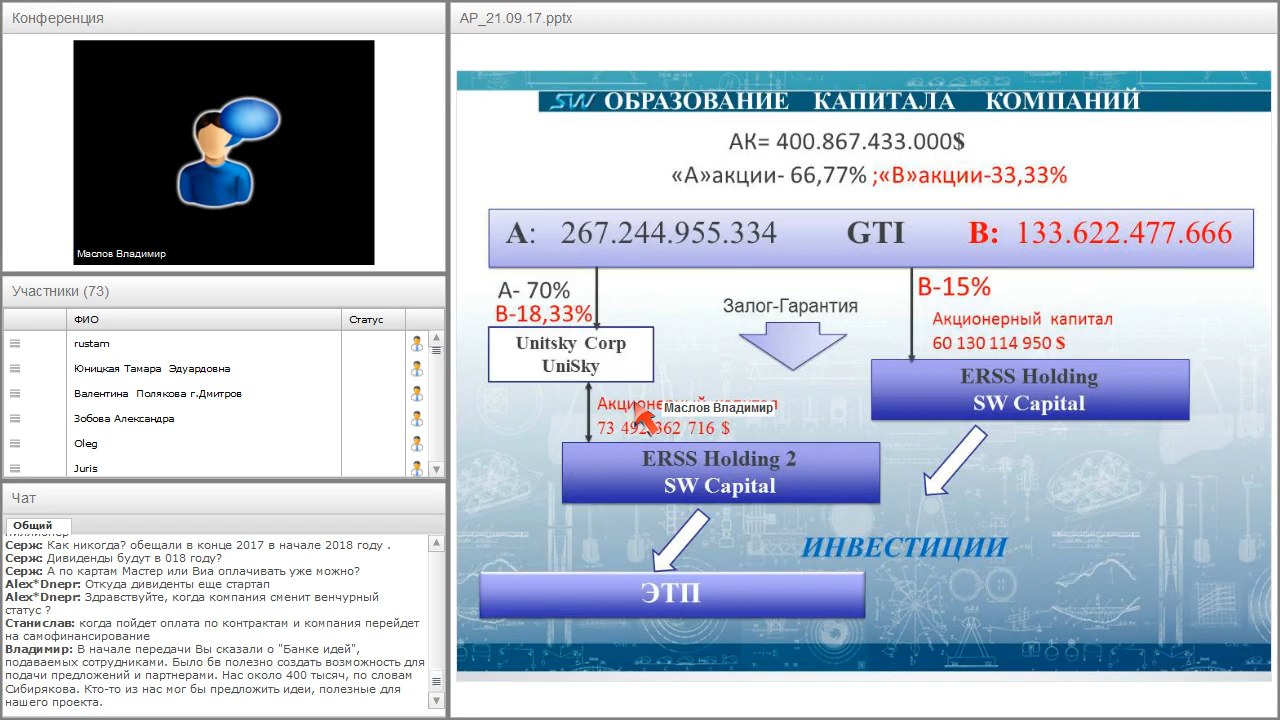 Конференция
Маслов Владимир
Участники (73)
ФИО
Статус
rustam
Юницкая Тамара Эдуардовна
Валентина Полякова г.Дмитров
Зобова Александра
Oleg
Juris
Чат
Общий
Серж: Как никогда? обещали в конце 2017 в начале 2018 году .
Серж: Дивиденды будут в 018 году?
Серж: А по картам Мастер или Виа оплачивать уже можно?
Alex*Dnepr: Откуда дивиденты еще стартап
Alex*Dnepr: Здравствуйте, когда компания сменит венчурный
статус ?
Станислав: когда пойдет оплата по контрактам и компания перейдет
на самофинансирование
Владимир: В начале передачи Вы сказали о "Банке идей",
подаваемых сотрудниками. Было бв полезно создать возможность для
подачи предложений и партнёрами. Нас около 400 тысяч, по словам
Сибирякова. Кто-то из нас мог бы предложить идеи, полезные для
нашего проекта.
AP_21.09.17.pptx
SW ОБРАЗОВАНИЕ КАПИТАЛА КОМПАНИЙ
АК= 400.867.433.000$
«А»акции- 66,77% ;«В»акции-33,33%
A: 267.244.955.334 GTI B: 133.622.477.666
А- 70%
В-18,33%
Залог-Гарантия
В-15%
Акционерный капитал
60 130 114 950 $
Unitsky Corp
UniSky
ERSS Holding
SW Capital
Маслов Владимир
73 492 362 716 $
ERSS Holding 2
SW Capital
ИНВЕСТИЦИИ
ЭТП